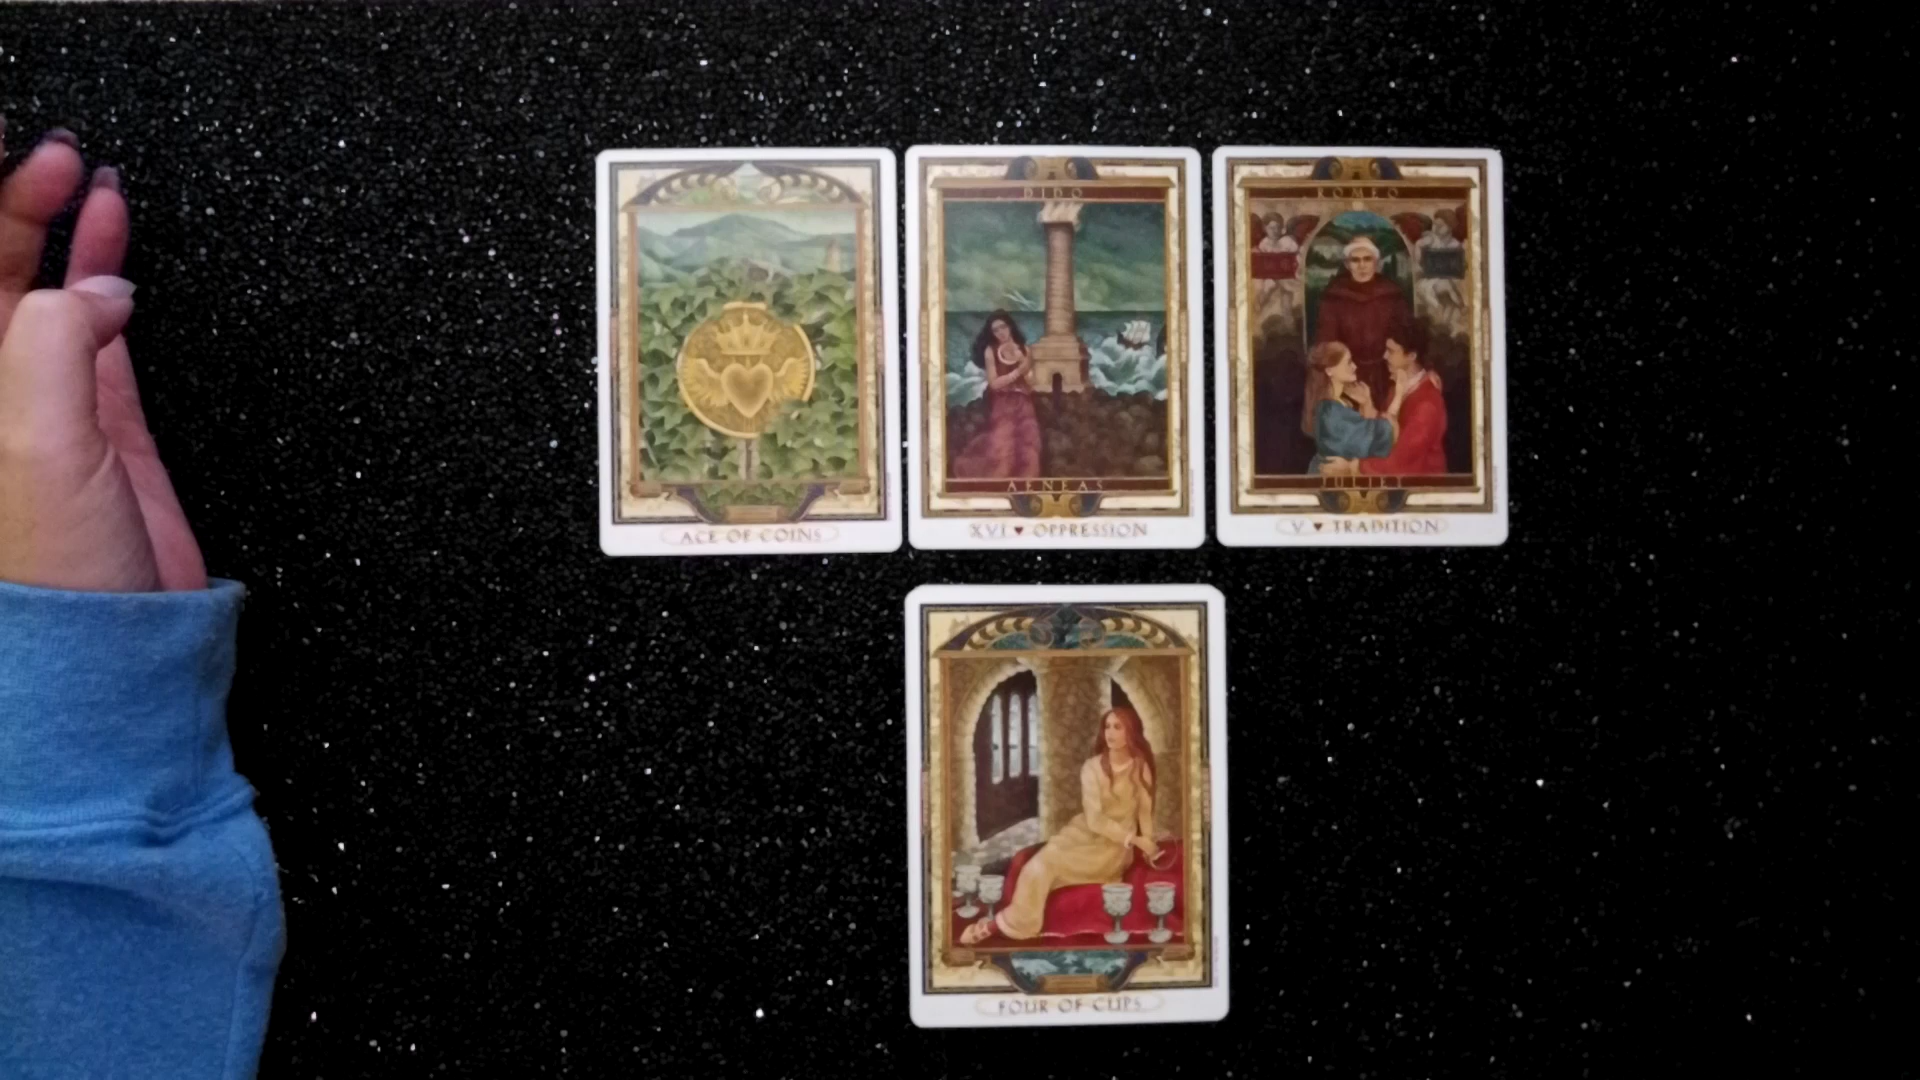 ACE OF COINS
DIDO
AENEAS
XVI ♥ OPPRESSION
ROMEO
JULIET
V ♥ TRADITION
FOUR OF CUPS